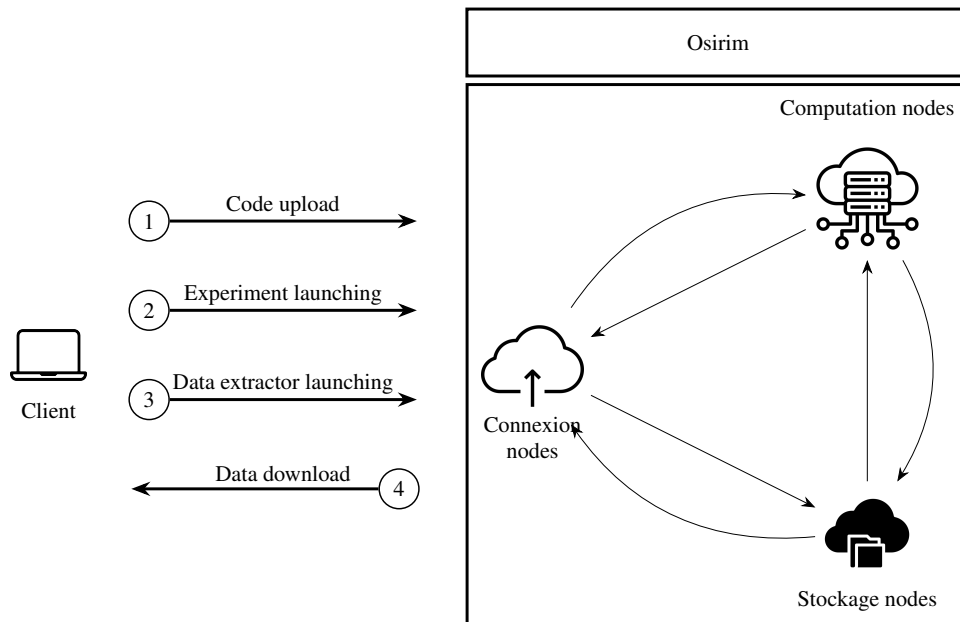 Osirim
Computation nodes
1
Code upload
2
Experiment launching
3
Data extractor launching
Client
Connexion
nodes
Data download
4
Stockage nodes